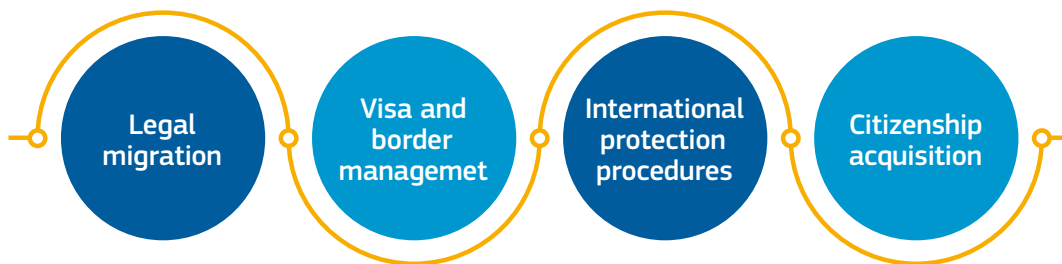 Legal
migration
Visa and
border
managemet
International
protection
procedures
Citizenship
acquisition